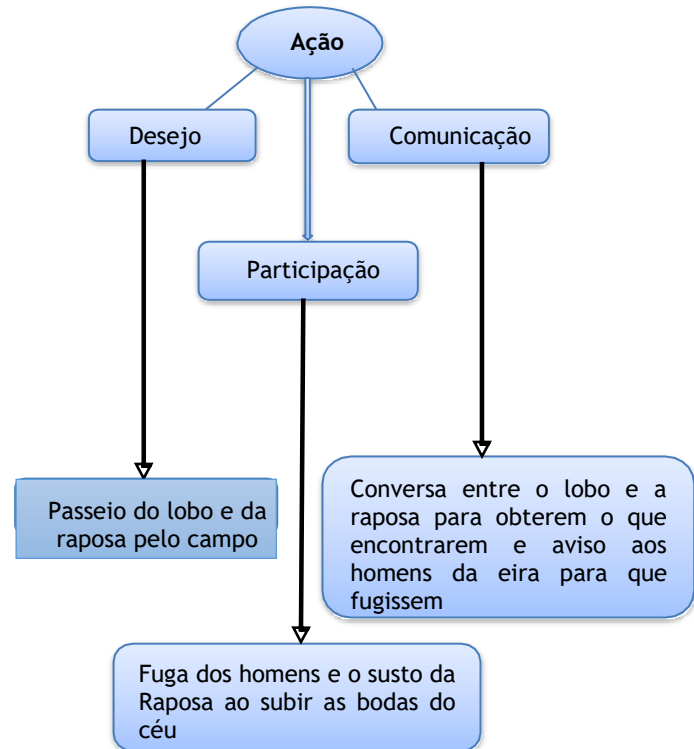 Ação
Desejo
Comunicação
Participação
Passeio do lobo e da
raposa pelo campo
Conversa entre o lobo e a
raposa para obterem o que
encontrarem e aviso aos
homens da eira para que
fugissem
Fuga dos homens e o susto da
Raposa ao subir as bodas do
céu